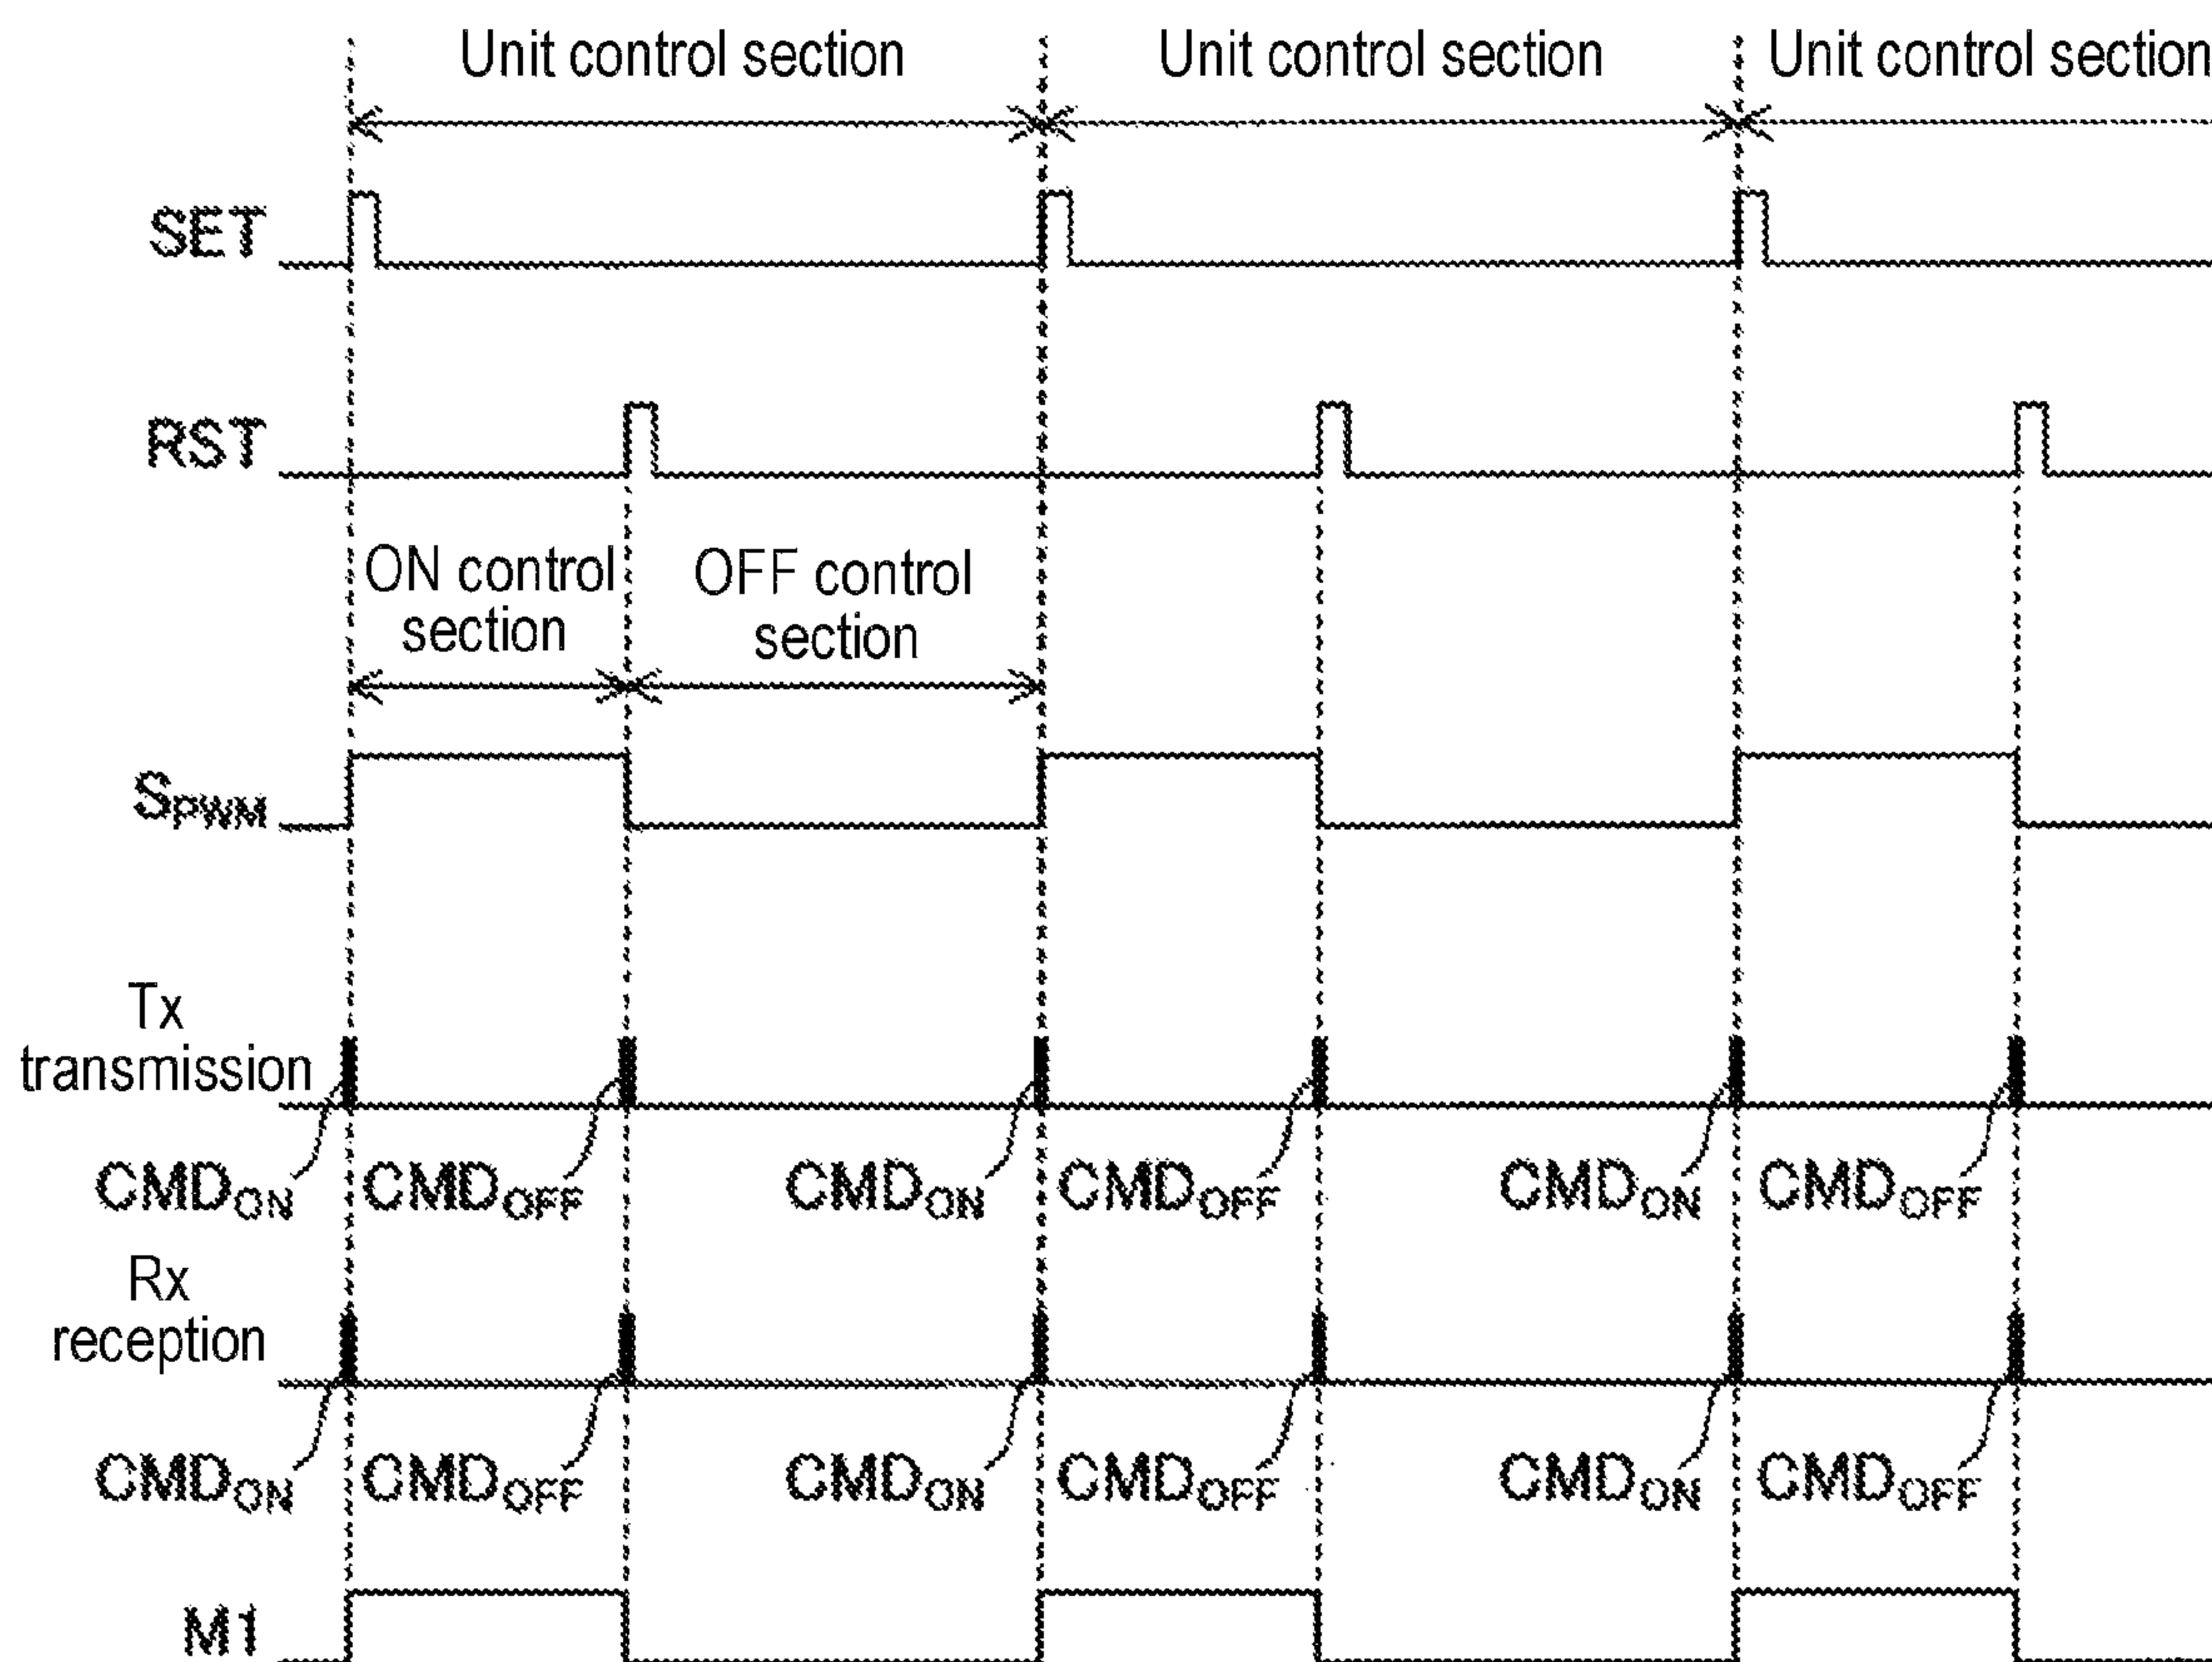 Unit control section Unit control section Unit control section
SET
RST
ON control
section
OFF control
section
SPWM
Tx
transmission
CMDON CMDOFF CMDON CMDOFF CMDON CMDOFF
Rx
reception
CMDON CMDOFF CMDON CMDOFF CMDON CMDOFF
M1